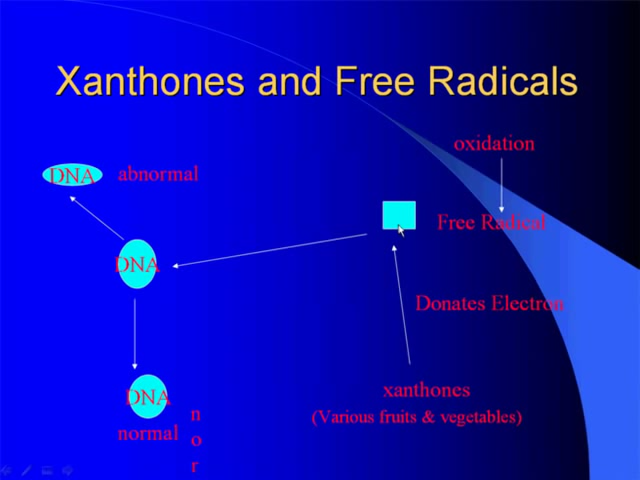 Xanthones and Free Radicals
oxidation
DNA abnormal
Free Radical
DNA
Donates Electron
DNA
xanthones
(Various fruits & vegetables)
normal
n
o
r